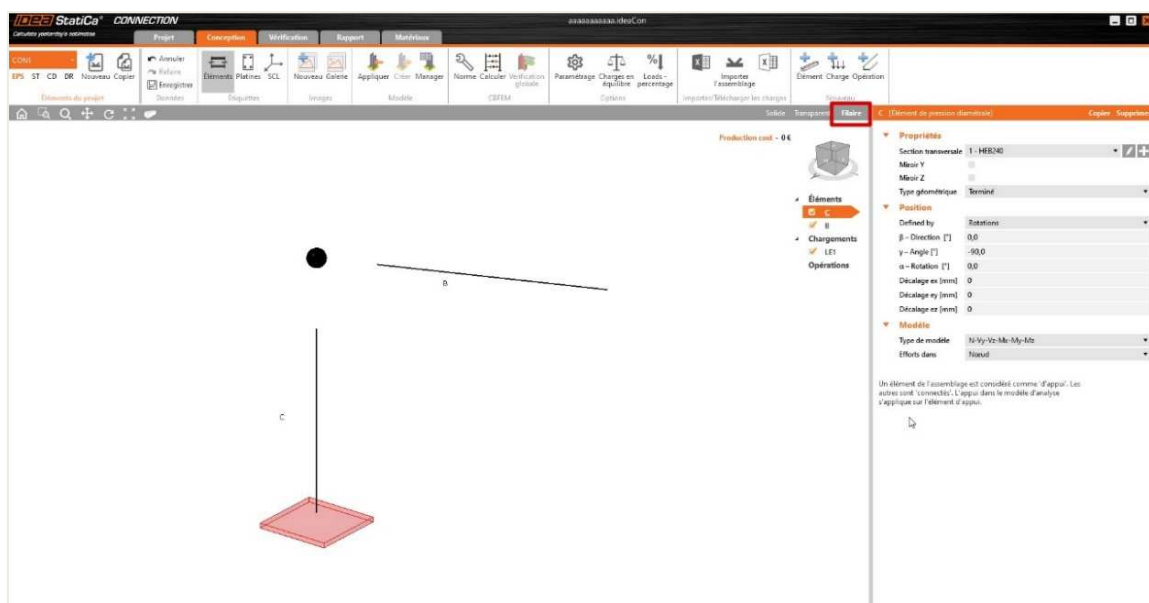 IDEA StatiCa® CONNECTION
aaaaaaaaaaa.ideaCon
Calculate yesterday's estimates
Projet Conception Vérification Rapport Matériaux
CON1
EPS ST CD DR Nouveau Copier
Annuler
Refaire
Enregistrer
Éléments Platines SCL
Nouveau Galerie
Appliquer Créer Manager
Norme Calculer Vérification globale
Paramétrage Charges en équilibre Loads - percentage
Importer l'assemblage
Élément Charge Opération
Éléments du projet Données Étiquettes Images Modèle CBFEM Options Importer/Télécharger les charges Nouveau
Solide Transparent Filaire
C [Élément de pression diamétrale] Copier Supprimer
Production cost - 0 €
Éléments
C
B
Chargements
LE1
Opérations
B
C
Propriétés
Section transversale 1 - HEB240
Miroir Y
Miroir Z
Type géométrique Terminé
Position
Defined by Rotations
β – Direction [°] 0,0
γ – Angle [°] -90,0
α – Rotation [°] 0,0
Décalage ex [mm] 0
Décalage ey [mm] 0
Décalage ez [mm] 0
Modèle
Type de modèle N-Vy-Vz-Mx-My-Mz
Efforts dans Nœud
Un élément de l'assemblage est considéré comme 'd'appui'. Les
autres sont 'connectés'. L'appui dans le modèle d'analyse
s'applique sur l'élément d'appui.